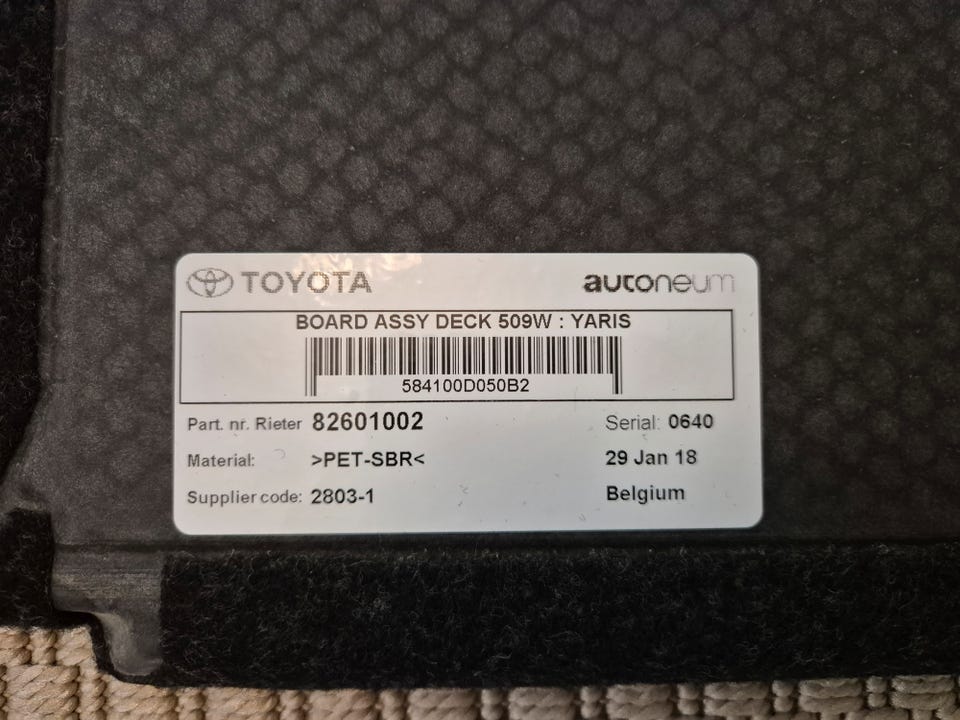 TOYOTA autoneum
BOARD ASSY DECK 509W : YARIS
584100D050B2
Part. nr. Rieter 82601002 Serial: 0640
Material: >PET-SBR< 29 Jan 18
Supplier code: 2803-1 Belgium